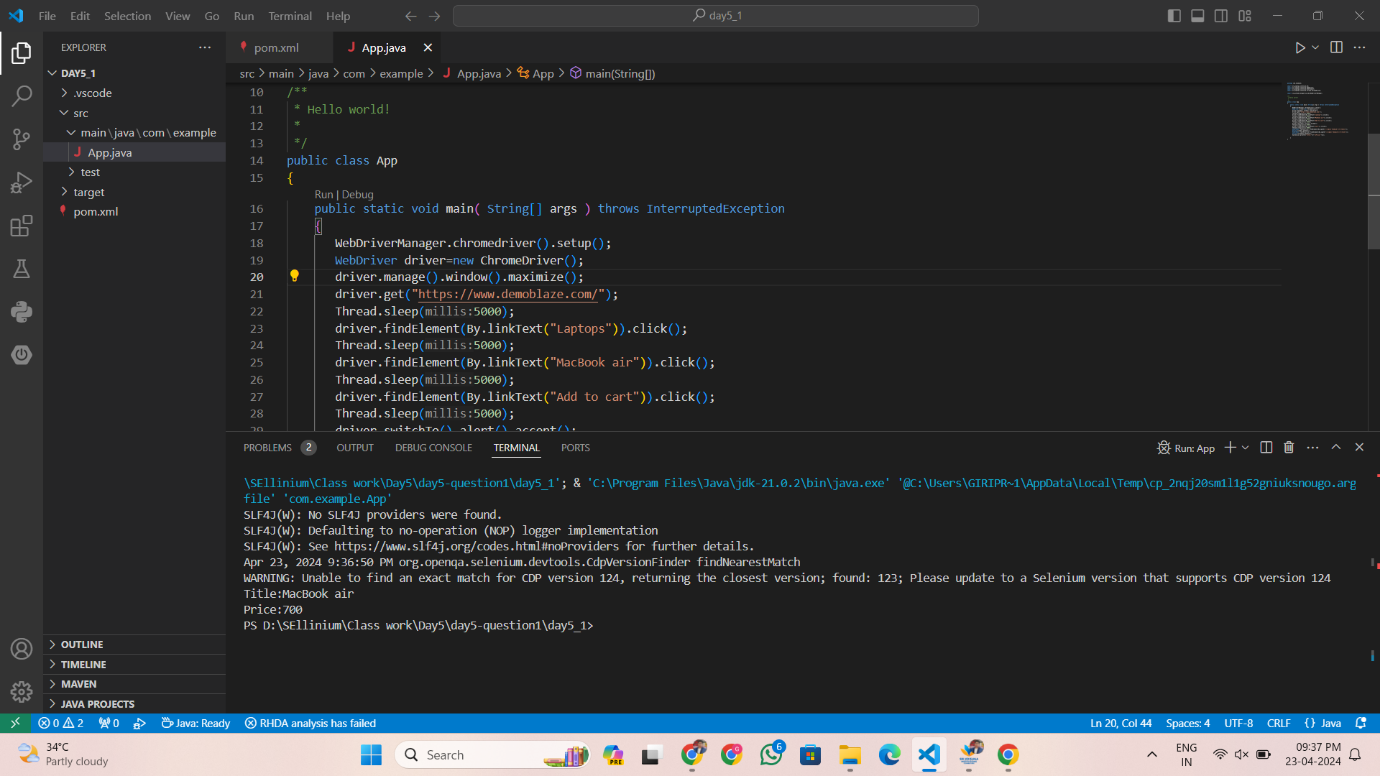 File Edit Selection View Go Run Terminal Help
day5_1
EXPLORER
DAY5_1
.vscode
src
main\java\com\example
App.java
test
target
pom.xml
OUTLINE
TIMELINE
MAVEN
JAVA PROJECTS
pom.xml App.java
src > main > java > com > example > App.java > App > main(String[])
10 /**
11 * Hello world!
12 *
13 */
14 public class App
15 {
Run | Debug
16 public static void main( String[] args ) throws InterruptedException
17 {
18 WebDriverManager.chromedriver().setup();
19 WebDriver driver=new ChromeDriver();
20 driver.manage().window().maximize();
21 driver.get("https://www.demoblaze.com/");
22 Thread.sleep(millis:5000);
23 driver.findElement(By.linkText("Laptops")).click();
24 Thread.sleep(millis:5000);
25 driver.findElement(By.linkText("MacBook air")).click();
26 Thread.sleep(millis:5000);
27 driver.findElement(By.linkText("Add to cart")).click();
28 Thread.sleep(millis:5000);
29 driver.switchTo().alert().accept();
PROBLEMS 2 OUTPUT DEBUG CONSOLE TERMINAL PORTS
Run: App
\SEllinium\Class work\Day5\day5-question1\day5_1'; & 'C:\Program Files\Java\jdk-21.0.2\bin\java.exe' '@C:\Users\GIRIPR~1\AppData\Local\Temp\cp_2nqj20sm1l1g52gniuksnougo.arg
file' 'com.example.App'
SLF4J(W): No SLF4J providers were found.
SLF4J(W): Defaulting to no-operation (NOP) logger implementation
SLF4J(W): See https://www.slf4j.org/codes.html#noProviders for further details.
Apr 23, 2024 9:36:50 PM org.openqa.selenium.devtools.CdpVersionFinder findNearestMatch
WARNING: Unable to find an exact match for CDP version 124, returning the closest version; found: 123; Please update to a Selenium version that supports CDP version 124
Title:MacBook air
Price:700
PS D:\SEllinium\Class work\Day5\day5-question1\day5_1>
0 2 0 Java: Ready RHDA analysis has failed
Ln 20, Col 44 Spaces: 4 UTF-8 CRLF {} Java
34°C
Partly cloudy
Search
PRE
6
ENG
IN
09:37 PM
23-04-2024